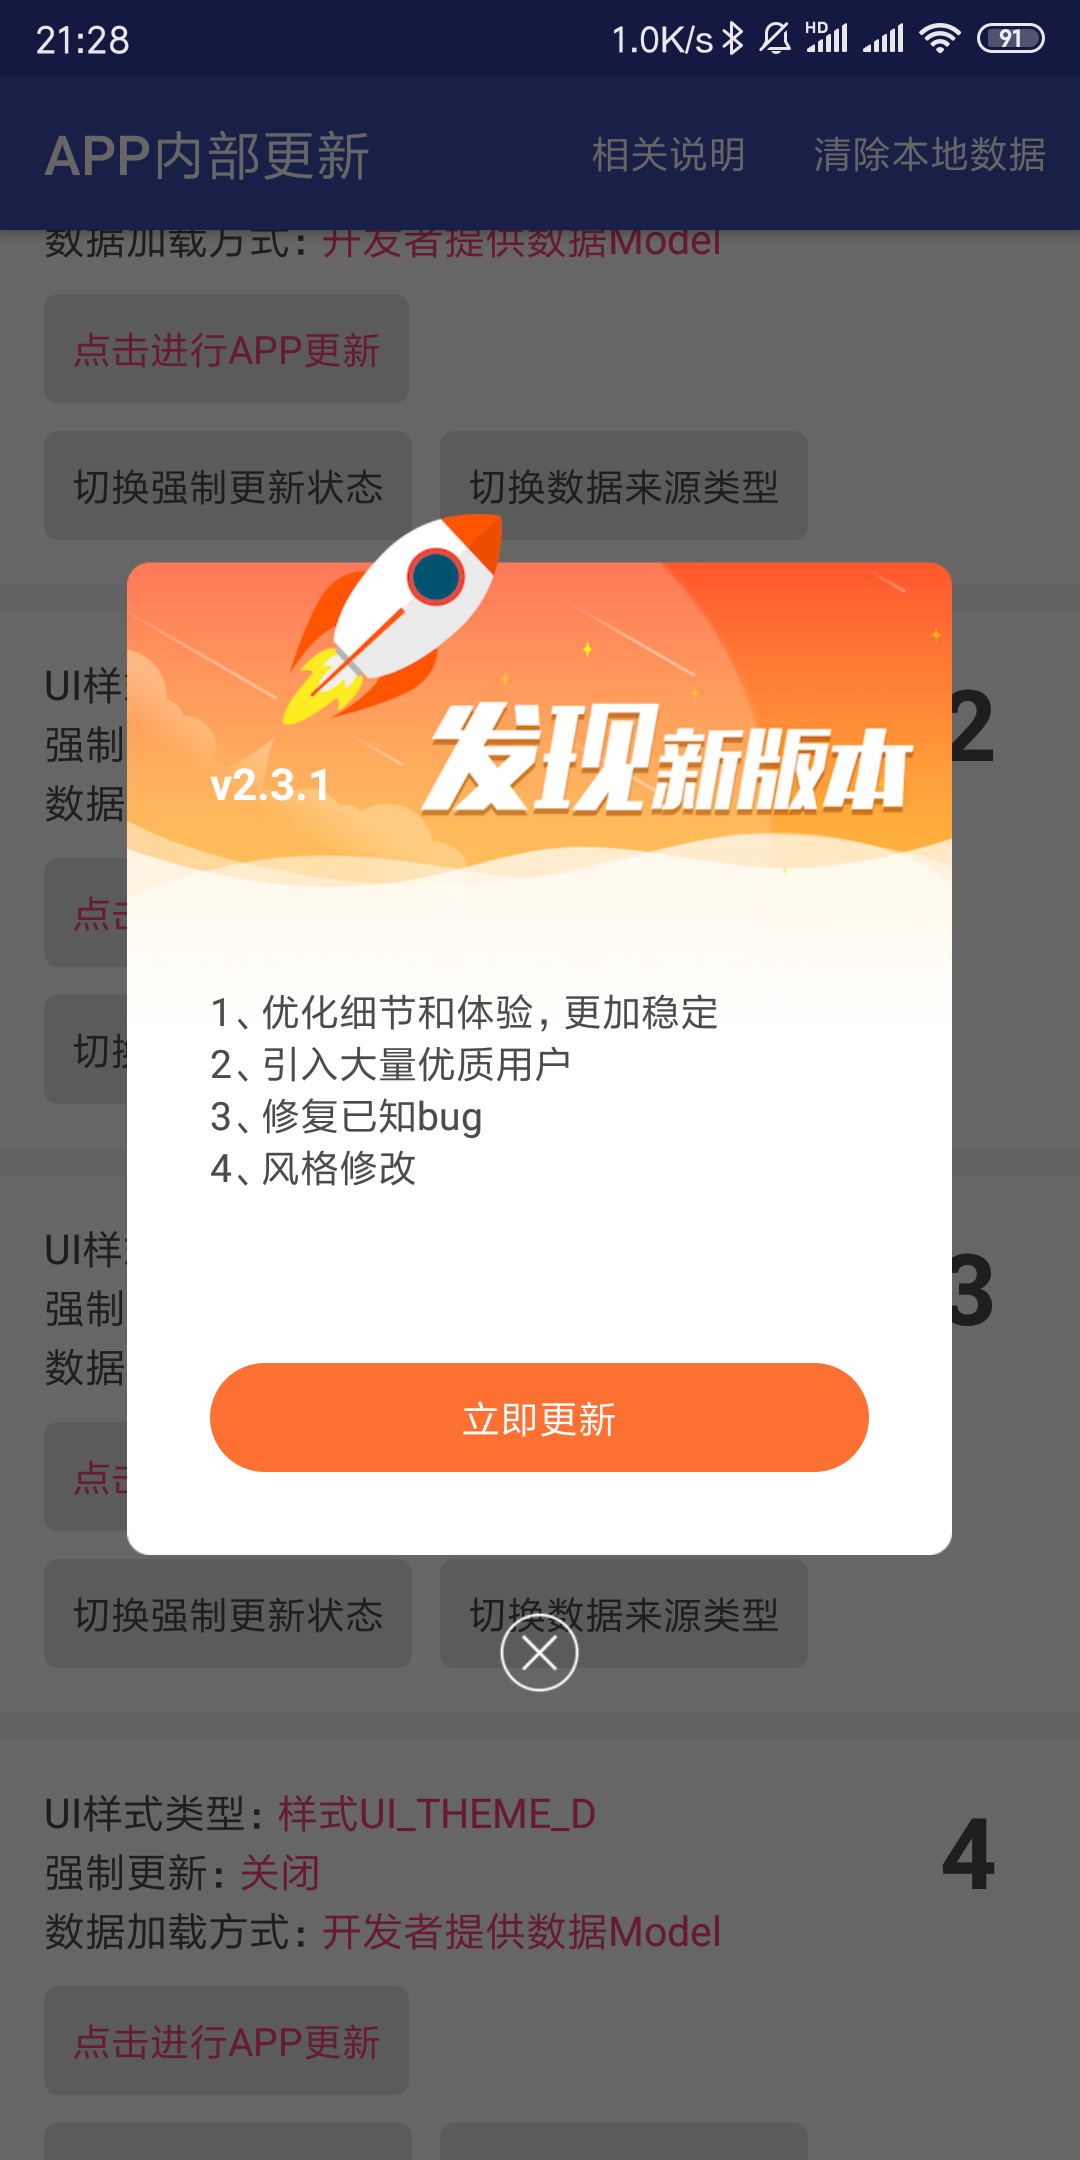 21:28
1.0K/s
HD
91
APP内部更新
相关说明
清除本地数据
数据加载方式：开发者提供数据Model
点击进行APP更新
切换强制更新状态
切换数据来源类型
发现新版本
v2.3.1
1、优化细节和体验，更加稳定
2、引入大量优质用户
3、修复已知bug
4、风格修改
立即更新
UI样
强制
数据
2
点击
切换
UI样
强制
数据
3
点击
切换强制更新状态
切换数据来源类型
UI样式类型：样式UI_THEME_D
4
强制更新：关闭
数据加载方式：开发者提供数据Model
点击进行APP更新